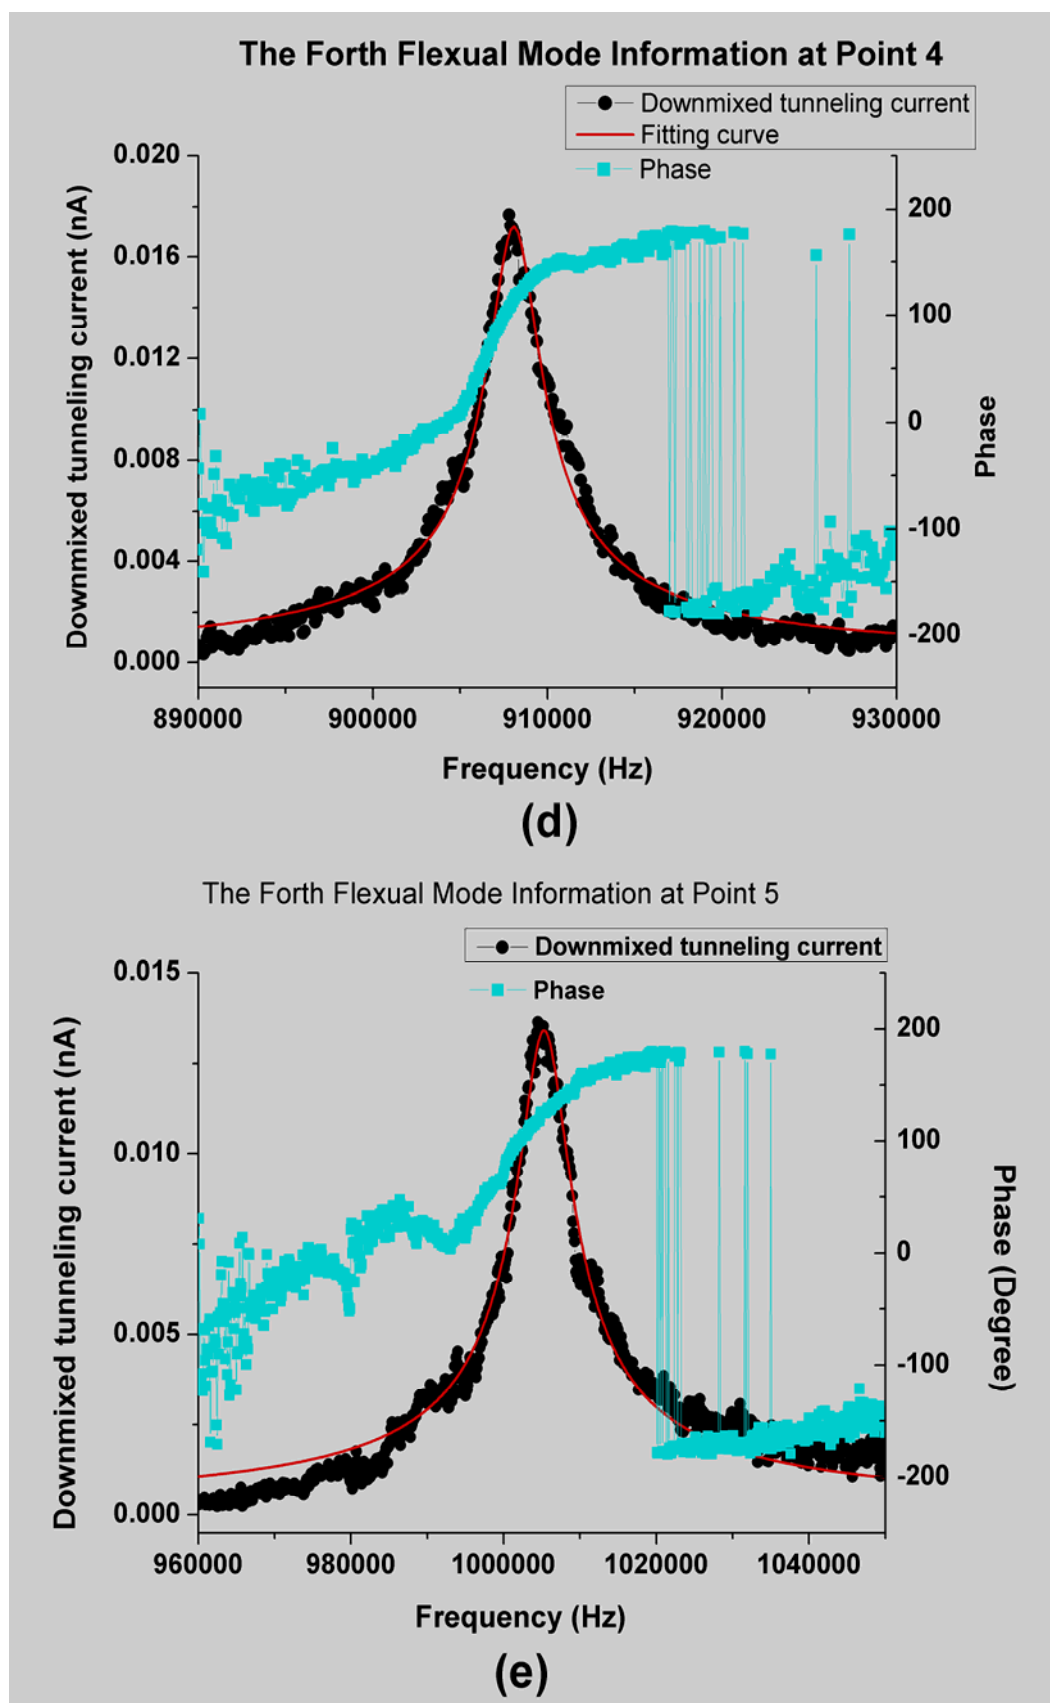 The Forth Flexual Mode Information at Point 4
Downmixed tunneling current
Fitting curve
Phase
0.020
0.016
0.012
0.008
0.004
0.000
Downmixed tunneling current (nA)
200
100
0
-100
-200
Phase
890000 900000 910000 920000 930000
Frequency (Hz)
(d)
The Forth Flexual Mode Information at Point 5
Downmixed tunneling current
Phase
0.015
0.010
0.005
0.000
Downmixed tunneling current (nA)
200
100
0
-100
-200
Phase (Degree)
960000 980000 1000000 1020000 1040000
Frequency (Hz)
(e)